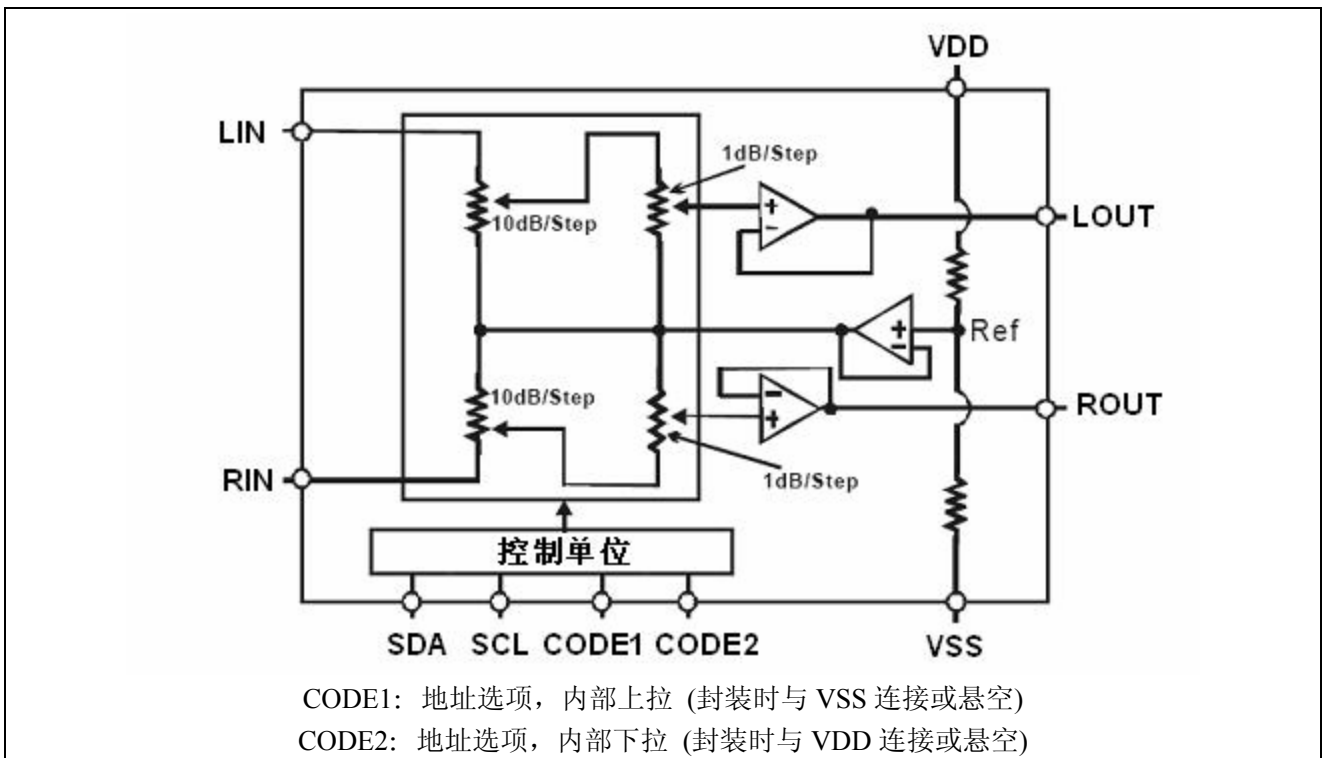 VDD
LIN
1dB/Step
10dB/Step
+
-
LOUT
+
-
Ref
10dB/Step
-
+
ROUT
RIN
1dB/Step
控制单位
SDA SCL CODE1 CODE2 VSS
CODE1: 地址选项，内部上拉 (封装时与 VSS 连接或悬空)
CODE2: 地址选项，内部下拉 (封装时与 VDD 连接或悬空)